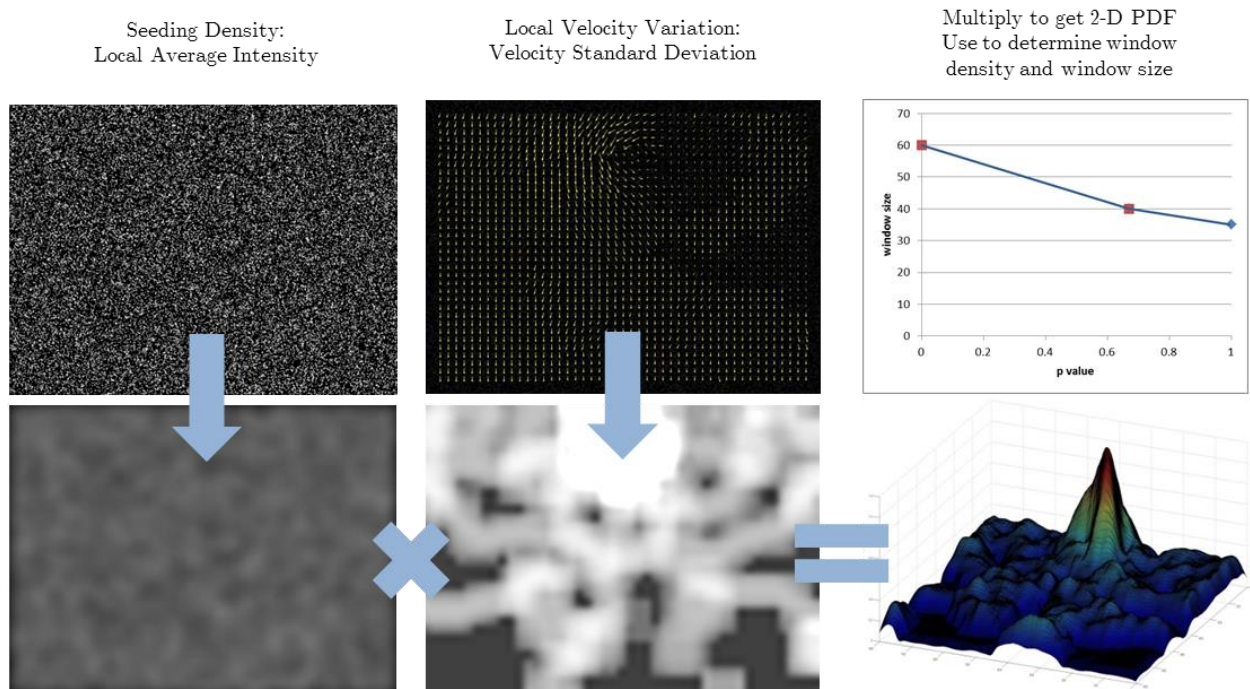 Seeding Density:
Local Average Intensity
Local Velocity Variation:
Velocity Standard Deviation
Multiply to get 2-D PDF
Use to determine window
density and window size
window size
70
60
50
40
30
20
10
0
0 0.2 0.4 0.6 0.8 1
p value